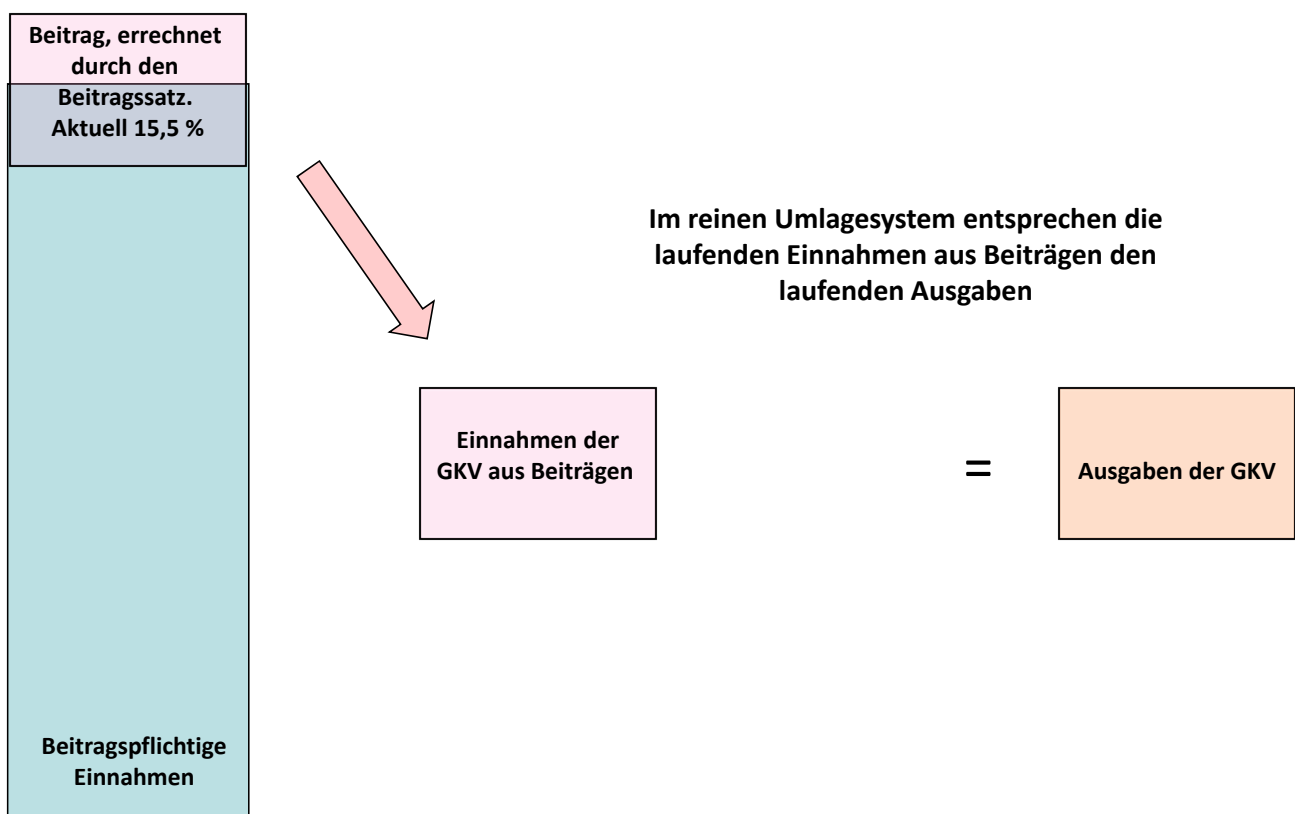 Beitrag, errechnet
durch den
Beitragssatz.
Aktuell 15,5 %
Im reinen Umlagesystem entsprechen die
laufenden Einnahmen aus Beiträgen den
laufenden Ausgaben
Einnahmen der
GKV aus Beiträgen
=
Ausgaben der GKV
Beitragspflichtige
Einnahmen